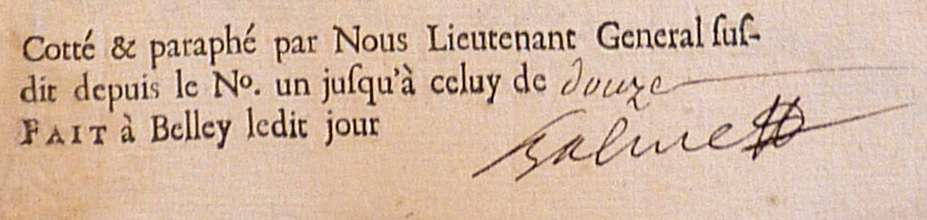 Cotté & paraphé par Nous Lieutenant General suſ-
dit depuis le Nº. un juſqu'à celuy de douze
FAIT à Belley ledit jour